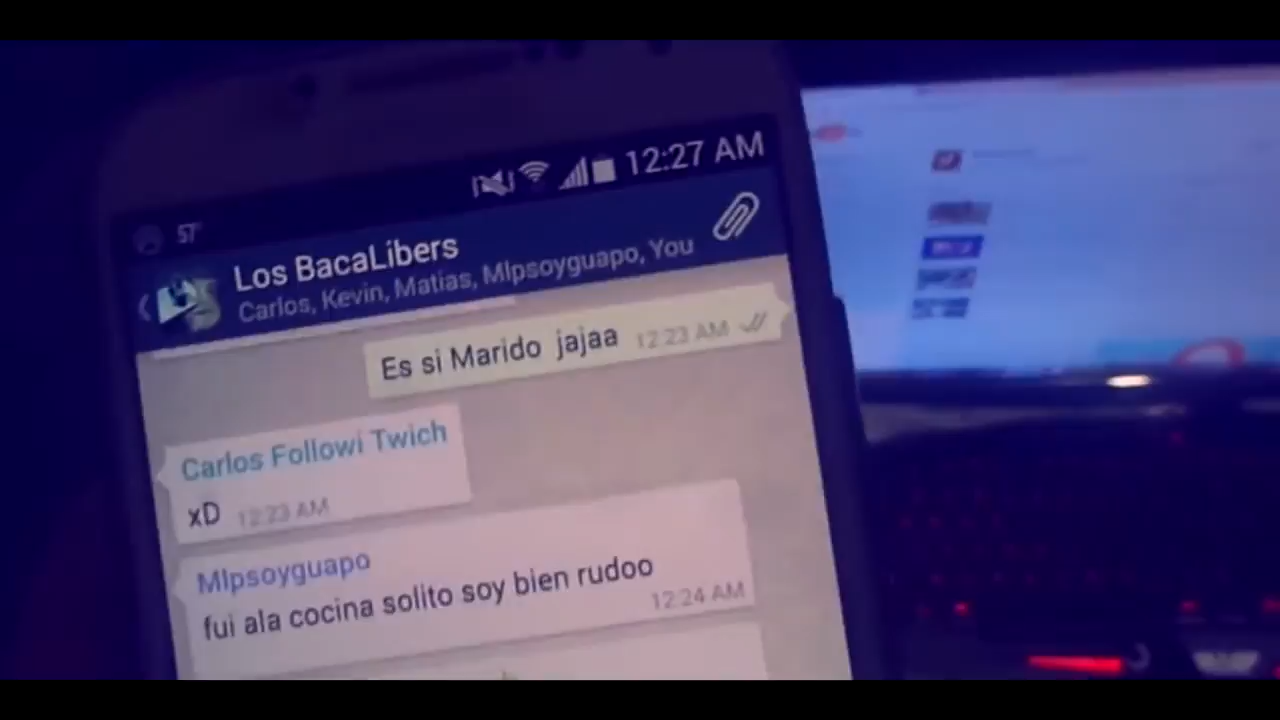 57°
12:27 AM
Los BacaLibers
Carlos, Kevin, Matias, Mlpsoyguapo, You
Es si Marido jajaa 12:23 AM
Carlos Followi Twich
xD 12:23 AM
Mlpsoyguapo
fui ala cocina solito soy bien rudoo
12:24 AM